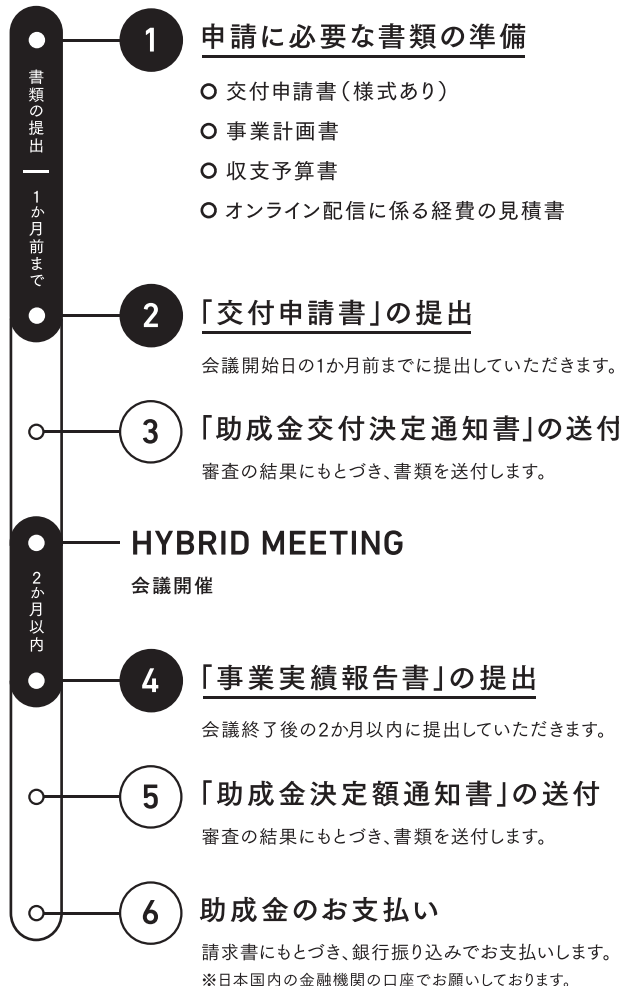 書類の提出
1か月前まで
1
申請に必要な書類の準備
交付申請書(様式あり)
事業計画書
収支予算書
オンライン配信に係る経費の見積書
2
「交付申請書」の提出
会議開始日の1か月前までに提出していただきます。
3
「助成金交付決定通知書」の送付
審査の結果にもとづき、書類を送付します。
HYBRID MEETING
会議開催
2か月以内
4
「事業実績報告書」の提出
会議終了後の2か月以内に提出していただきます。
5
「助成金決定額通知書」の送付
審査の結果にもとづき、書類を送付します。
6
助成金のお支払い
請求書にもとづき、銀行振り込みでお支払いします。
※日本国内の金融機関の口座でお願いしております。